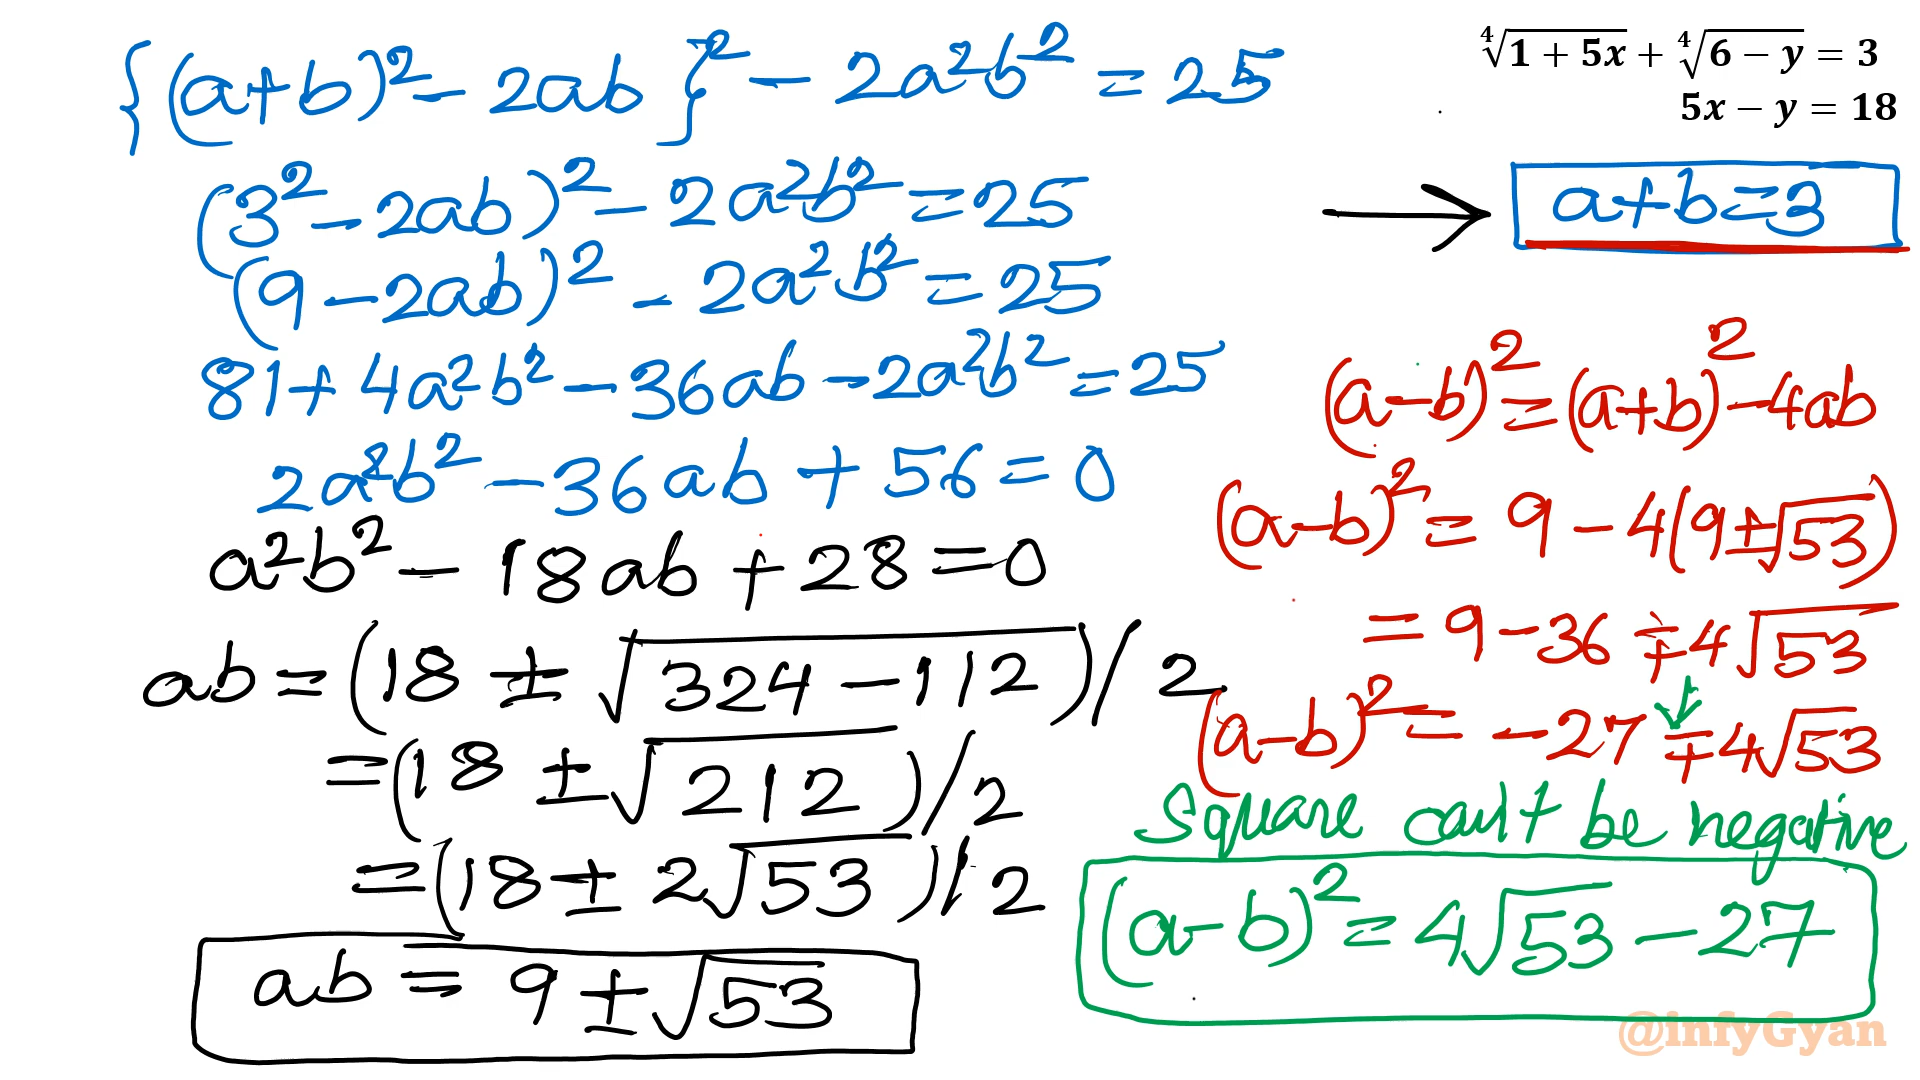 {(a+b)² - 2ab}² - 2a²b² = 25
(3² - 2ab)² - 2a²b² = 25
(9 - 2ab)² - 2a²b² = 25
81 + 4a²b² - 36ab - 2a²b² = 25
2a²b² - 36ab + 56 = 0
a²b² - 18ab + 28 = 0
ab = (18 ± √324 - 112)/2
= (18 ± √212)/2
= (18 ± 2√53)/2
ab = 9 ± √53
∜1 + 5x + ∜6 - y = 3
5x - y = 18
→ a+b=3
(a-b)² = (a+b)² - 4ab
(a-b)² = 9 - 4(9 ± √53)
= 9 - 36 ∓ 4√53
(a-b)² = -27 ∓ 4√53
Square can't be negative
(a-b)² = 4√53 - 27
@infyGyan